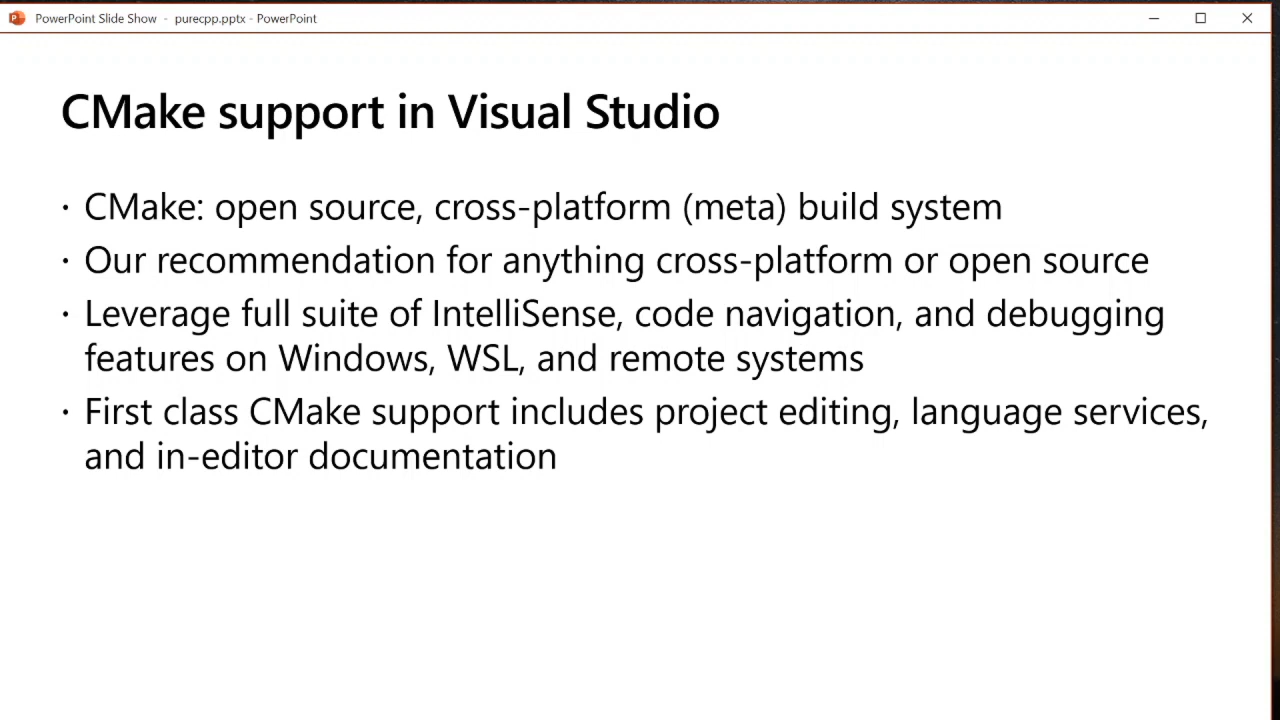 PowerPoint Slide Show - purecpp.pptx - PowerPoint
CMake support in Visual Studio
· CMake: open source, cross-platform (meta) build system
· Our recommendation for anything cross-platform or open source
· Leverage full suite of IntelliSense, code navigation, and debugging
features on Windows, WSL, and remote systems
· First class CMake support includes project editing, language services,
and in-editor documentation